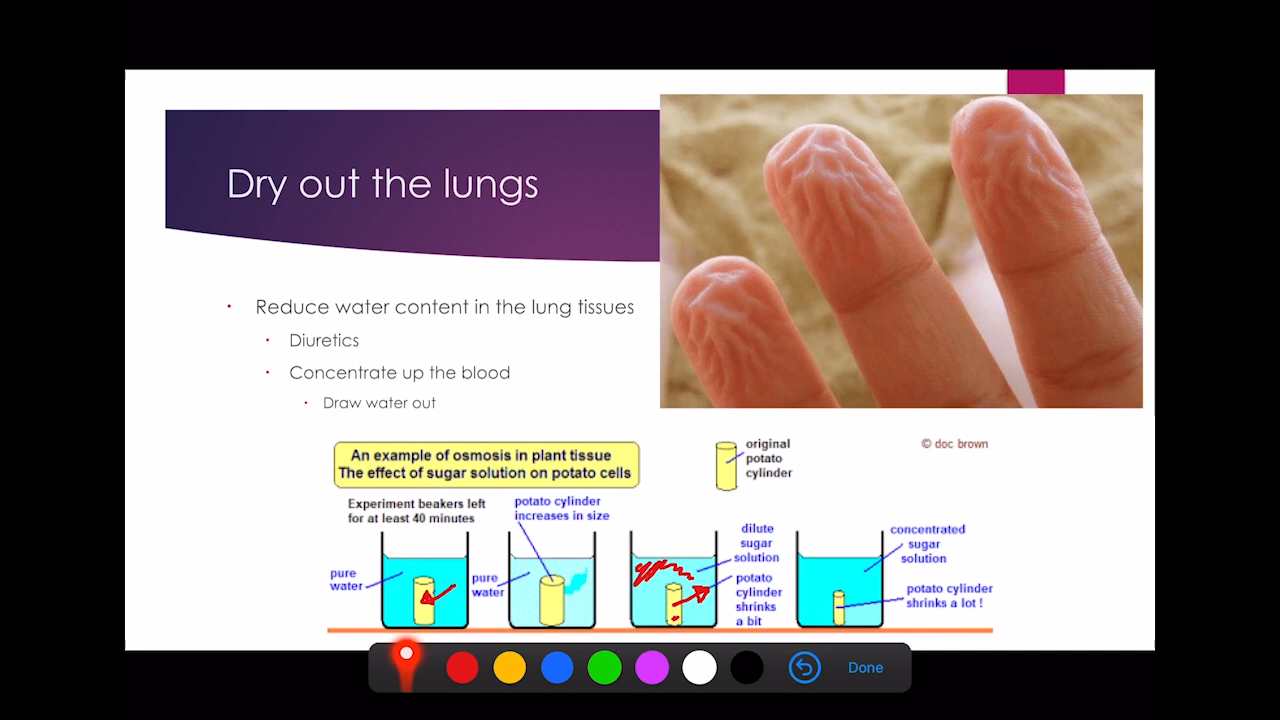 Dry out the lungs
Reduce water content in the lung tissues
Diuretics
Concentrate up the blood
Draw water out
An example of osmosis in plant tissue
The effect of sugar solution on potato cells
original
potato
cylinder
© doc brown
Experiment beakers left
for at least 40 minutes
potato cylinder
increases in size
pure
water
pure
water
dilute
sugar
solution
potato
cylinder
shrinks
a bit
concentrated
sugar
solution
potato cylinder
shrinks a lot !
Done